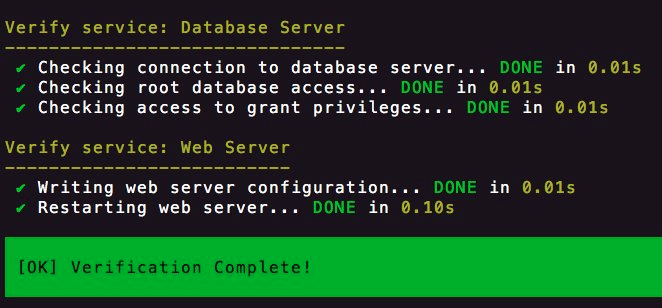 Verify service: Database Server
-------------------------------
✔ Checking connection to database server... DONE in 0.01s
✔ Checking root database access... DONE in 0.01s
✔ Checking access to grant privileges... DONE in 0.01s
Verify service: Web Server
--------------------------
✔ Writing web server configuration... DONE in 0.01s
✔ Restarting web server... DONE in 0.10s
[OK] Verification Complete!